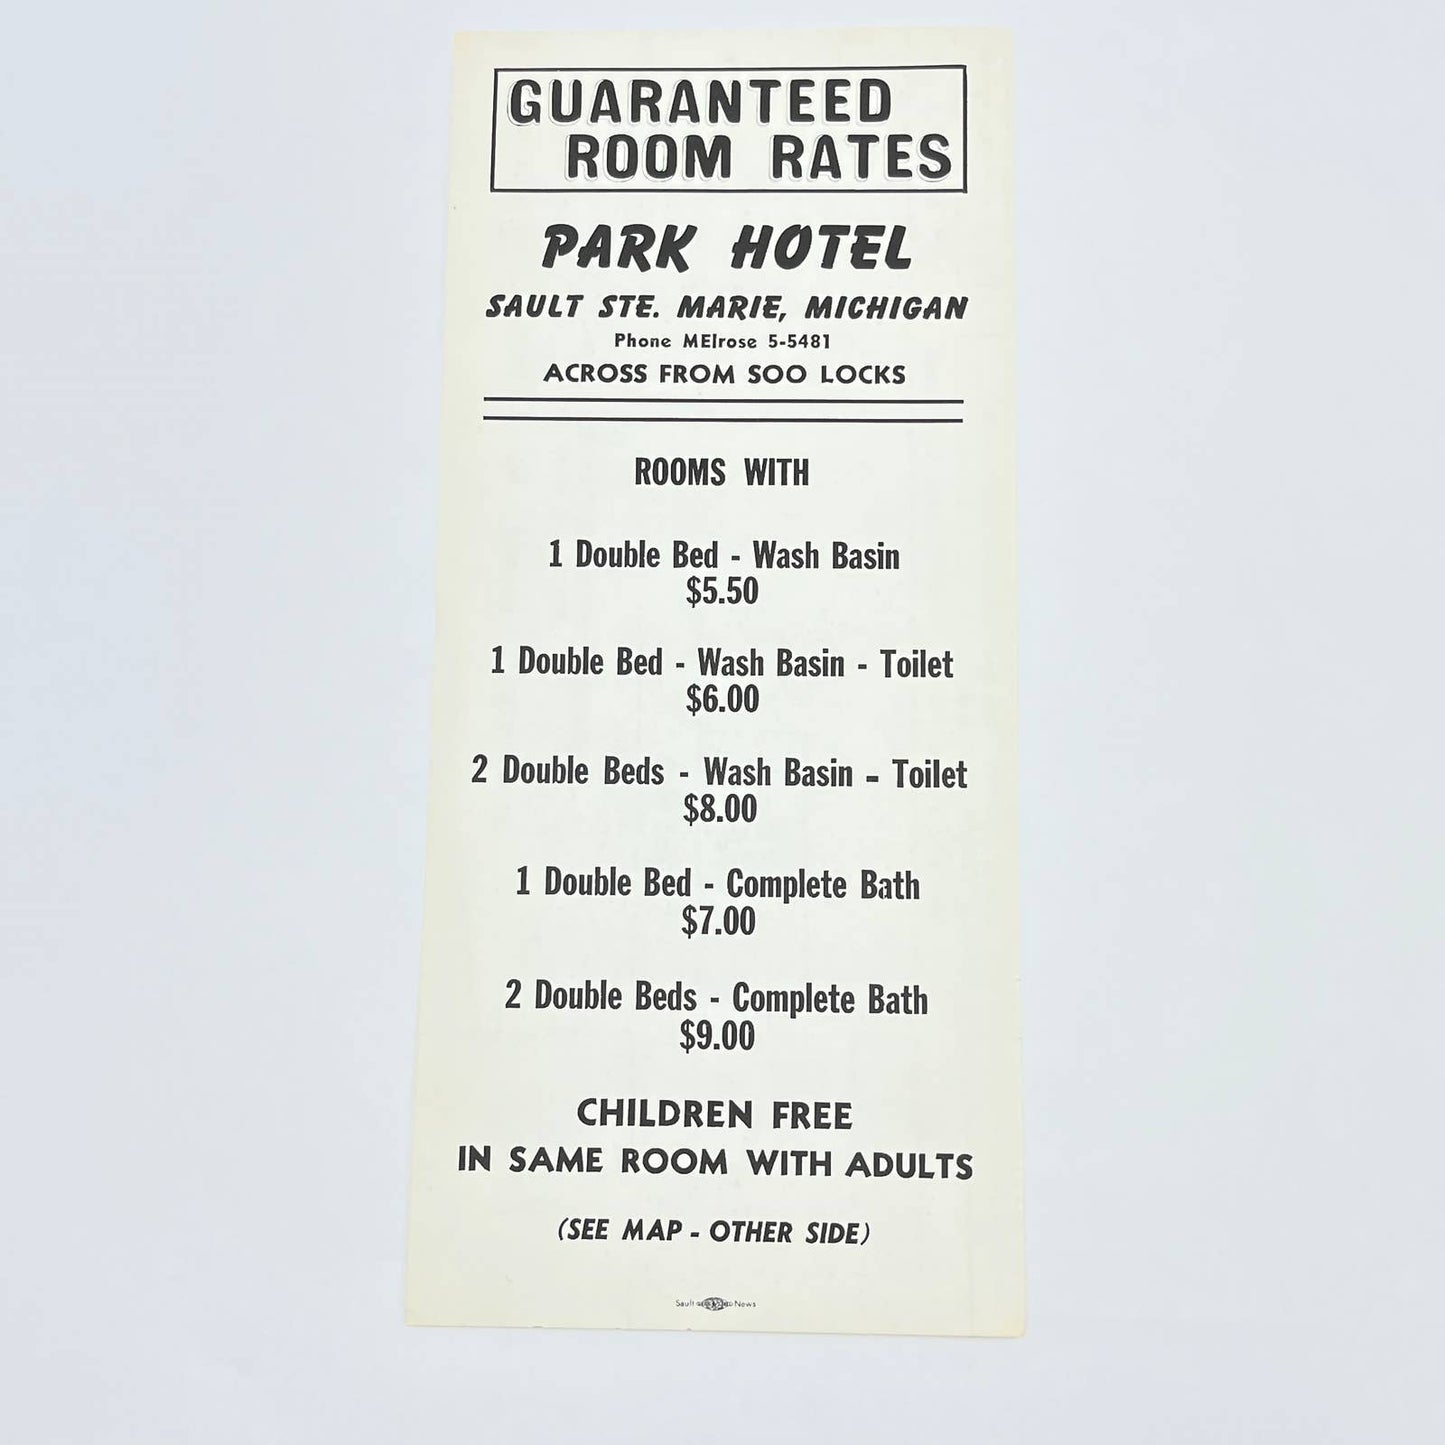 GUARANTEED
ROOM RATES
PARK HOTEL
SAULT STE. MARIE, MICHIGAN
Phone MElrose 5-5481
ACROSS FROM SOO LOCKS
ROOMS WITH
1 Double Bed - Wash Basin
$5.50
1 Double Bed - Wash Basin - Toilet
$6.00
2 Double Beds - Wash Basin - Toilet
$8.00
1 Double Bed - Complete Bath
$7.00
2 Double Beds - Complete Bath
$9.00
CHILDREN FREE
IN SAME ROOM WITH ADULTS
(SEE MAP - OTHER SIDE)
Sault News